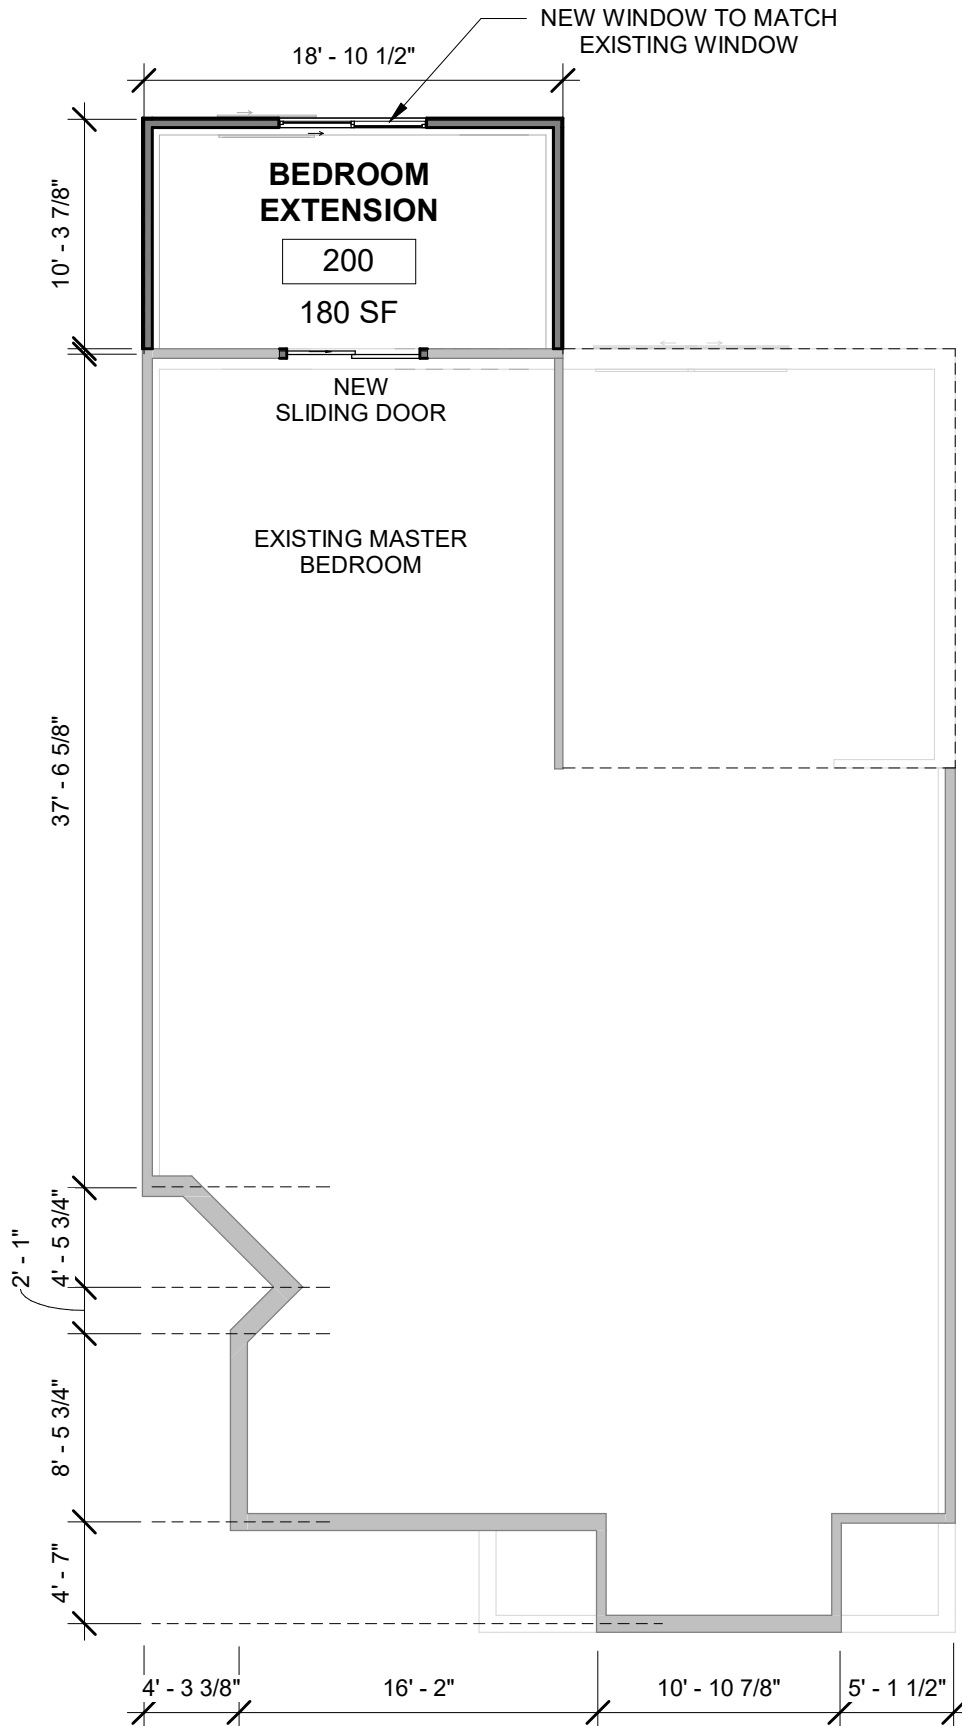 NEW WINDOW TO MATCH
EXISTING WINDOW
18' - 10 1/2"
10' - 3 7/8"
BEDROOM
EXTENSION
200
180 SF
NEW
SLIDING DOOR
EXISTING MASTER
BEDROOM
37' - 6 5/8"
4' - 5 3/4"
2' - 1"
8' - 5 3/4"
4' - 7"
4' - 3 3/8"
16' - 2"
10' - 10 7/8"
5' - 1 1/2"